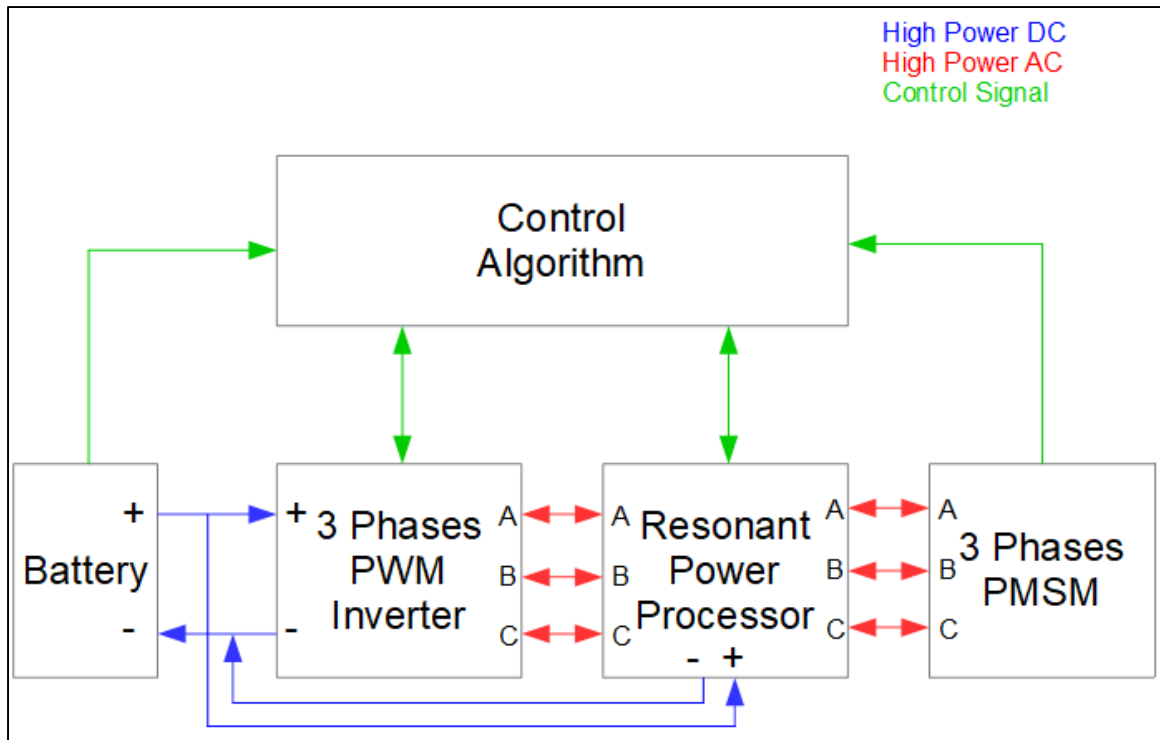 High Power DC
High Power AC
Control Signal
Control
Algorithm
+
Battery
-
+
3 Phases
PWM
Inverter
-
A
B
C
A
B
C
Resonant
Power
Processor
- +
A
B
C
A
B
C
3 Phases
PMSM